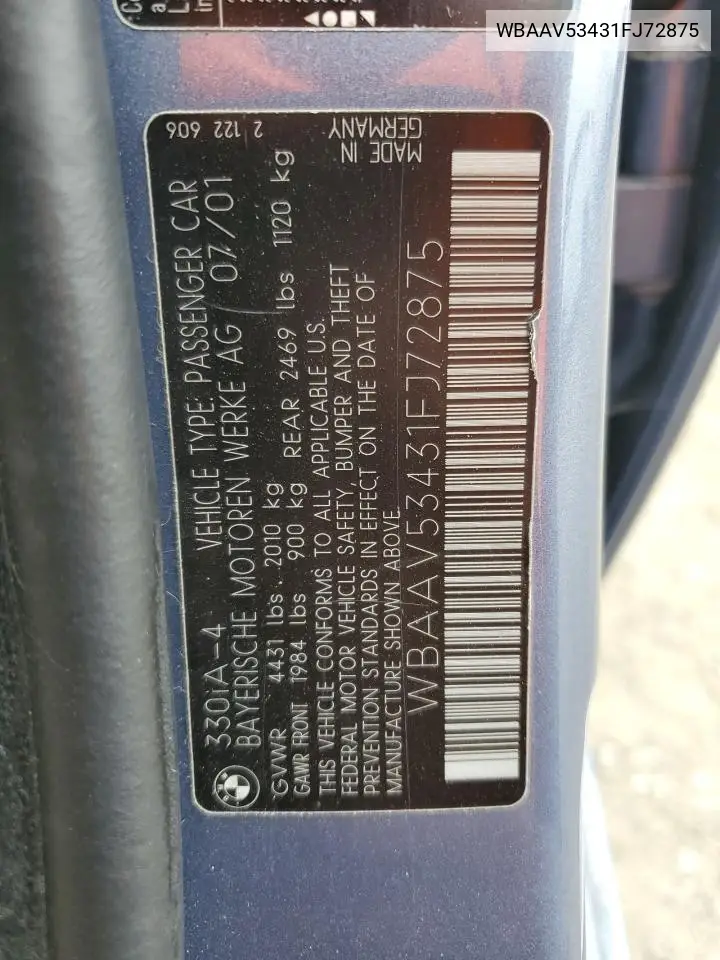 WBAAV53431FJ72875
330iA-4 VEHICLE TYPE: PASSENGER CAR
BAYERISCHE MOTOREN WERKE AG 07/01
2 122 606
GVWR 4431 lbs 2010 kg
GAWR FRONT 1984 lbs 900 kg REAR 2469 lbs 1120 kg
THIS VEHICLE CONFORMS TO ALL APPLICABLE U.S.
FEDERAL MOTOR VEHICLE SAFETY, BUMPER AND THEFT
PREVENTION STANDARDS IN EFFECT ON THE DATE OF
MANUFACTURE SHOWN ABOVE.
MADE IN
GERMANY
WBAAV53431FJ72875